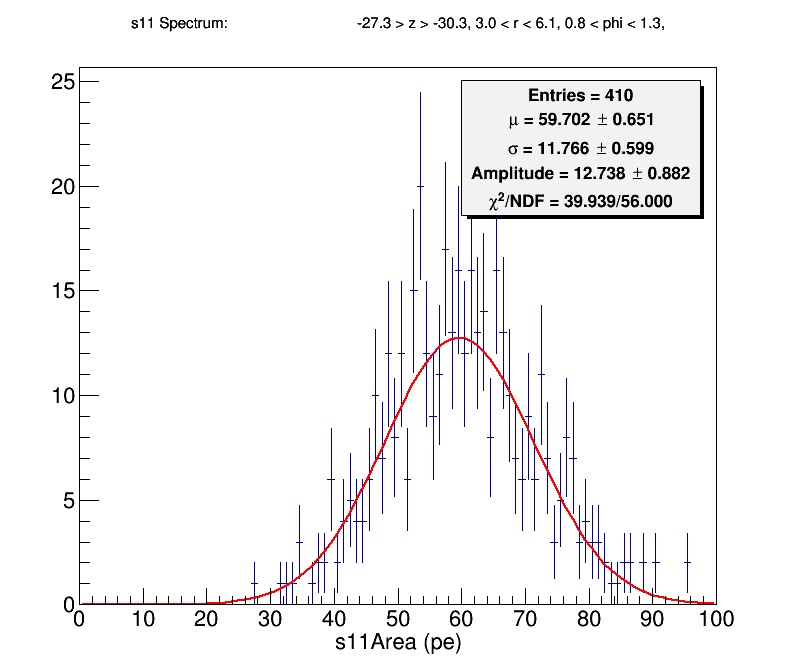 s11 Spectrum: -27.3 > z > -30.3, 3.0 < r < 6.1, 0.8 < phi < 1.3,
Entries = 410
μ = 59.702 ± 0.651
σ = 11.766 ± 0.599
Amplitude = 12.738 ± 0.882
χ²/NDF = 39.939/56.000
25
20
15
10
5
0
0 10 20 30 40 50 60 70 80 90 100
s11Area (pe)